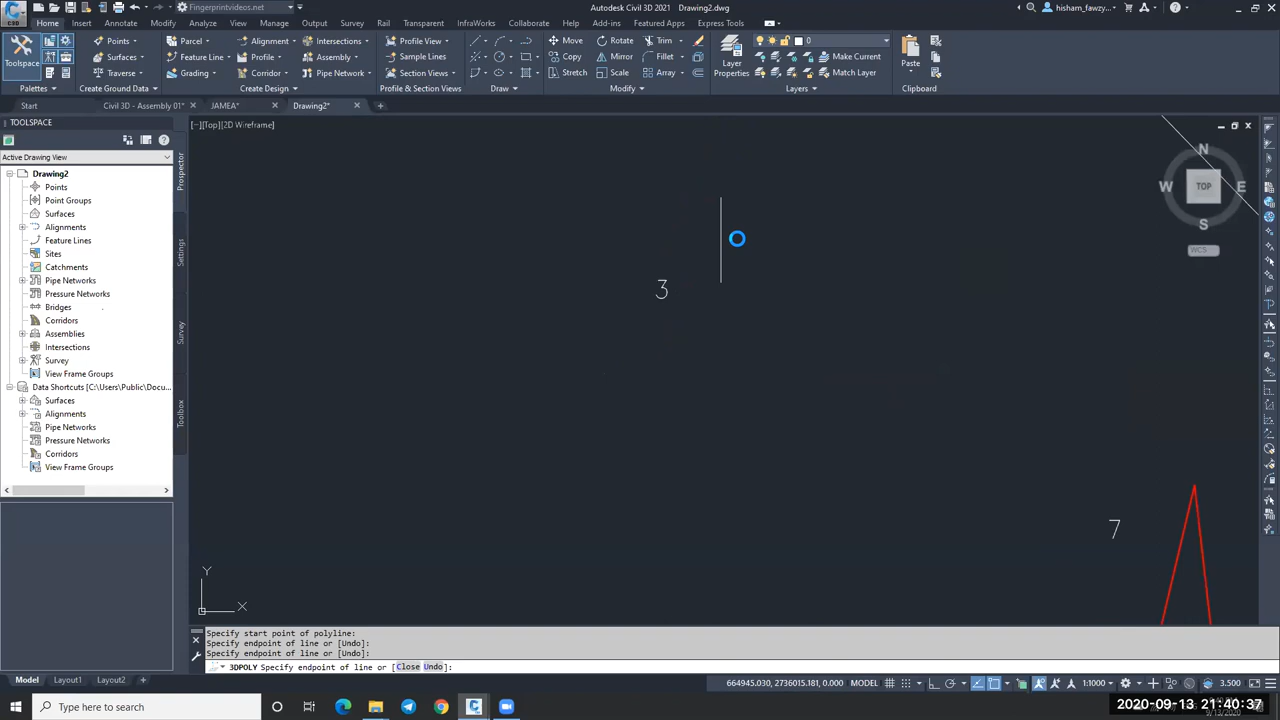 Fingerprintvideos.net
Autodesk Civil 3D 2021 Drawing2.dwg
hisham_fawzy...
Home Insert Annotate Modify Analyze View Manage Output Survey Rail Transparent InfraWorks Collaborate Help Add-ins Featured Apps Express Tools
Toolspace
Points
Surfaces
Traverse
Parcel
Feature Line
Grading
Alignment
Profile
Corridor
Intersections
Assembly
Pipe Network
Profile View
Sample Lines
Section Views
Move
Copy
Stretch
Rotate
Mirror
Scale
Trim
Fillet
Array
Layer
Properties
0
Make Current
Match Layer
Paste
Palettes Create Ground Data Create Design Profile & Section Views Draw Modify Layers Clipboard
Start Civil 3D - Assembly 01* JAMEA* Drawing2*
TOOLSPACE
Active Drawing View
Drawing2
Points
Point Groups
Surfaces
Alignments
Feature Lines
Sites
Catchments
Pipe Networks
Pressure Networks
Bridges
Corridors
Assemblies
Intersections
Survey
View Frame Groups
Data Shortcuts [C:\Users\Public\Docu...
Surfaces
Alignments
Pipe Networks
Pressure Networks
Corridors
View Frame Groups
Prospector
Settings
Survey
Toolbox
[−][Top][2D Wireframe]
N
W TOP E
S
WCS
3
7
Y
X
Specify start point of polyline:
Specify endpoint of line or [Undo]:
Specify endpoint of line or [Undo]:
3DPOLY Specify endpoint of line or [Close Undo]:
Model Layout1 Layout2
664945.030, 2736015.181, 0.000 MODEL 1:1000 3.500
Type here to search
2020-09-13 21:40:37